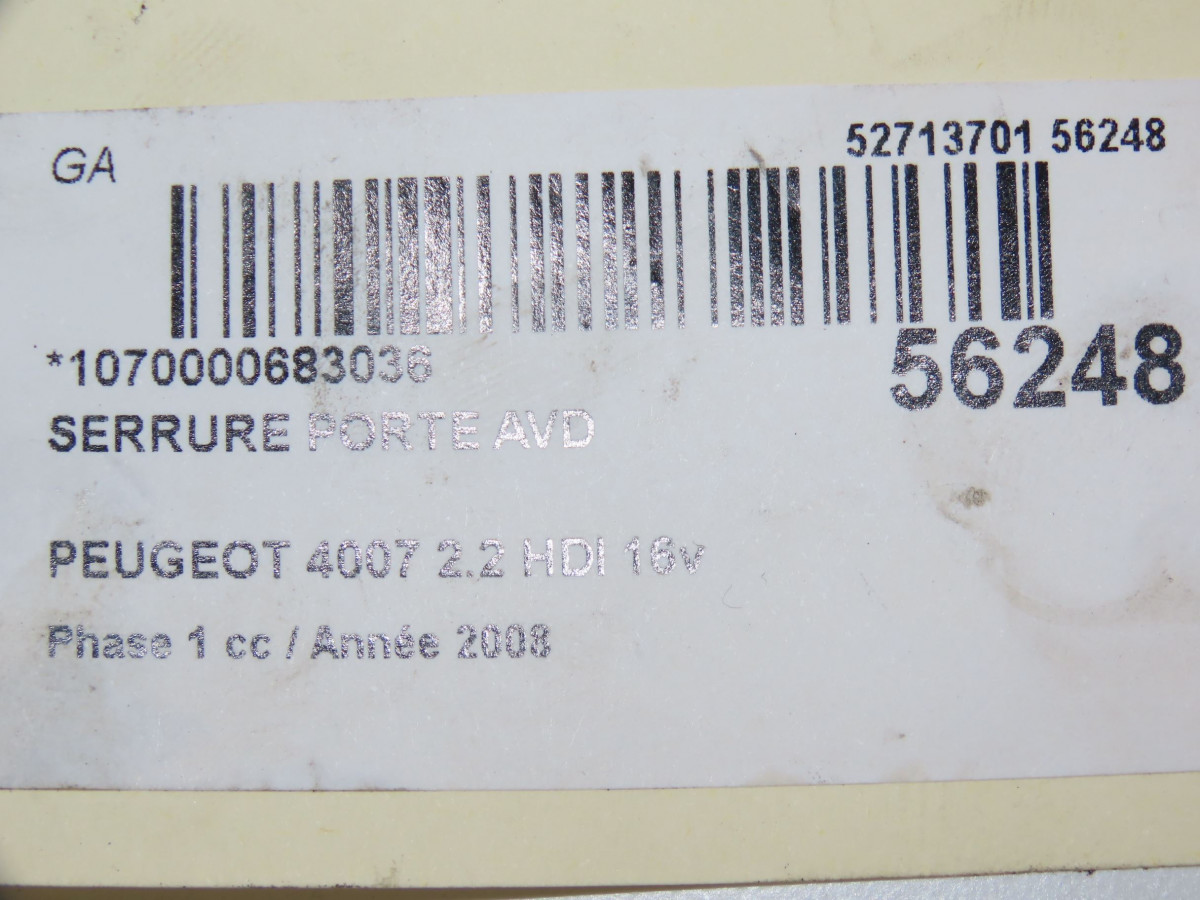 GA
52713701 56248
*1070000683036
56248
SERRURE PORTE AVD
PEUGEOT 4007 2.2 HDI 16v
Phase 1 cc / Année 2008